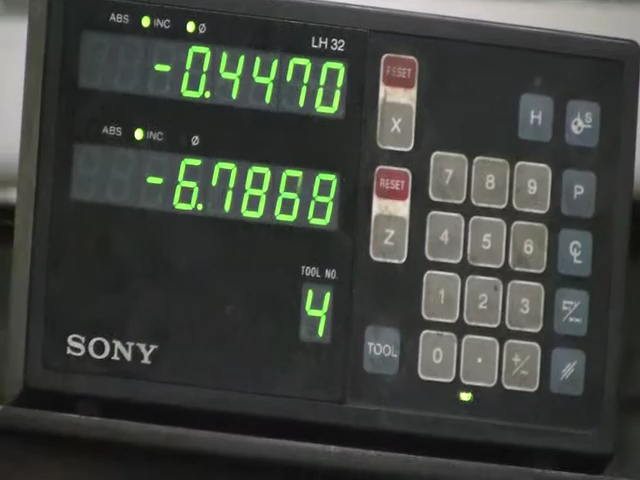 ABS INC Ø
LH 32
-0.4470
RESET
X
H
ABS INC Ø
-6.7868
RESET
Z
7 8 9 P
4 5 6 ℄
TOOL NO.
4
1 2 3
SONY
TOOL 0 . +/-